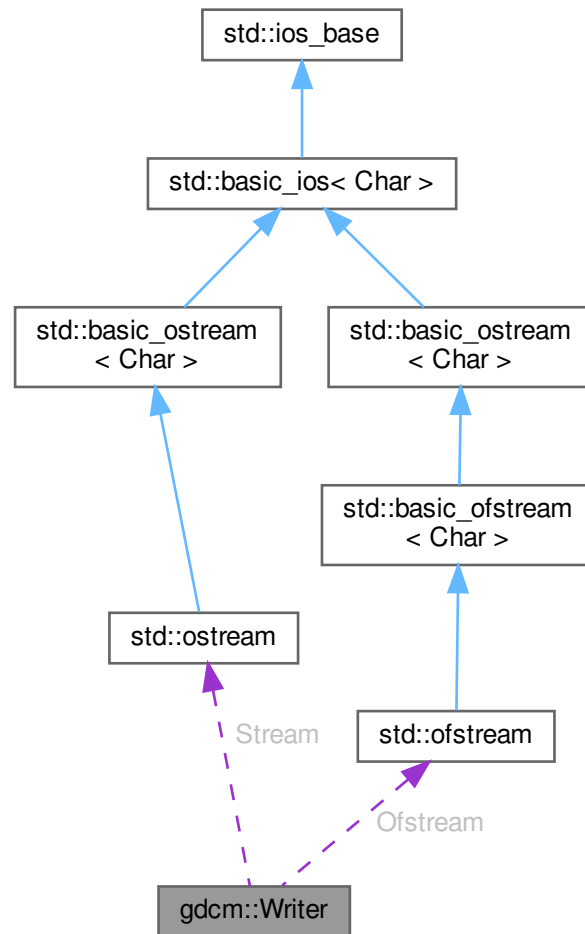 std::ios_base
std::basic_ios< Char >
std::basic_ostream
< Char >
std::basic_ostream
< Char >
std::basic_ofstream
< Char >
std::ostream
std::ofstream
Stream
Ofstream
gdcm::Writer